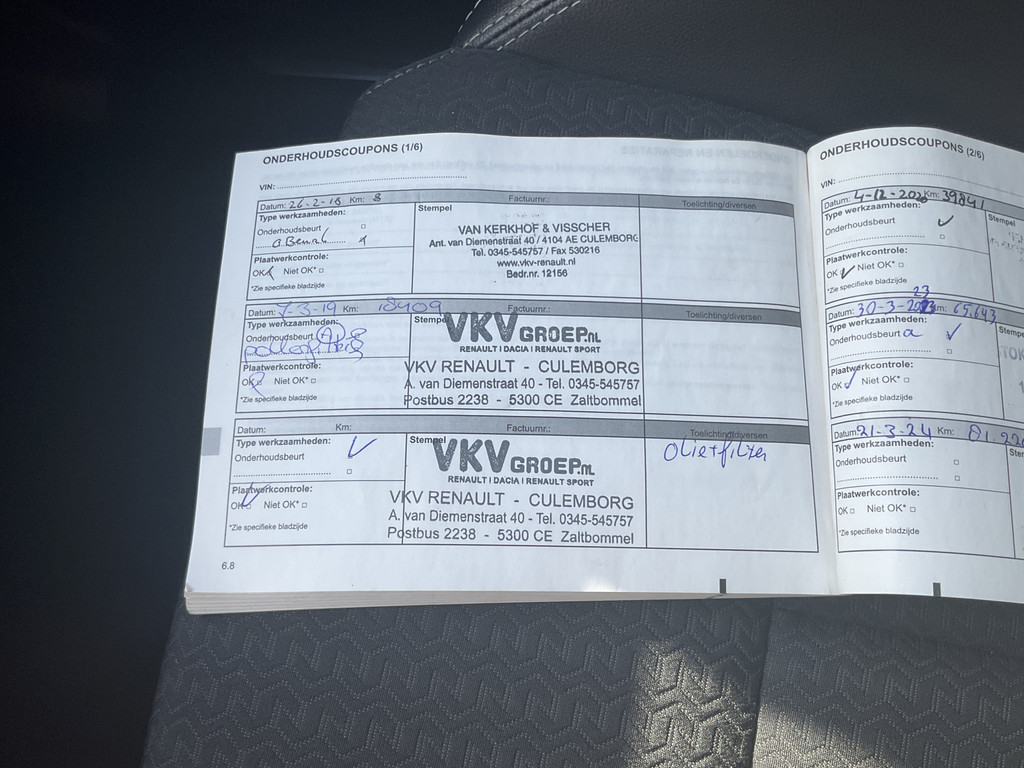 ONDERHOUDSCOUPONS (1/6)
VIN:
Datum: 26-2-18 Km: 8 Factuurnr.: Toelichting/diversen
Type werkzaamheden:
Onderhoudsbeurt
Plaatwerkcontrole:
OK Niet OK*
*Zie specifieke bladzijde
Stempel
VAN KERKHOF & VISSCHER
Ant. van Diemenstraat 40 / 4104 AE CULEMBORG
Tel. 0345-545757 / Fax 530216
www.vkv-renault.nl
Bedr.nr. 12156
Datum: 7-3-19 Km: 18409 Factuurnr.: Toelichting/diversen
Type werkzaamheden:
Onderhoudsbeurt
Plaatwerkcontrole:
OK Niet OK*
*Zie specifieke bladzijde
Stempel
VKVGROEP.nl
RENAULT I DACIA I RENAULT SPORT
VKV RENAULT - CULEMBORG
A. van Diemenstraat 40 - Tel. 0345-545757
Postbus 2238 - 5300 CE Zaltbommel
Datum: Km: Factuurnr.: Toelichting/diversen
Type werkzaamheden:
Onderhoudsbeurt
Plaatwerkcontrole:
OK Niet OK*
*Zie specifieke bladzijde
Stempel
VKVGROEP.nl
RENAULT I DACIA I RENAULT SPORT
VKV RENAULT - CULEMBORG
A. van Diemenstraat 40 - Tel. 0345-545757
Postbus 2238 - 5300 CE Zaltbommel
Olie+filter
6.8
ONDERHOUDSCOUPONS (2/6)
VIN:
Datum: 4-12-2020 Km: 39841
Type werkzaamheden:
Onderhoudsbeurt
Plaatwerkcontrole:
OK Niet OK*
*Zie specifieke bladzijde
Stempel
23
Datum: 30-3- Km: 65.643
Type werkzaamheden:
Onderhoudsbeurt a
Plaatwerkcontrole:
OK Niet OK*
*Zie specifieke bladzijde
Datum: 21-3-24 Km:
Type werkzaamheden:
Onderhoudsbeurt
Plaatwerkcontrole:
OK Niet OK*
*Zie specifieke bladzijde